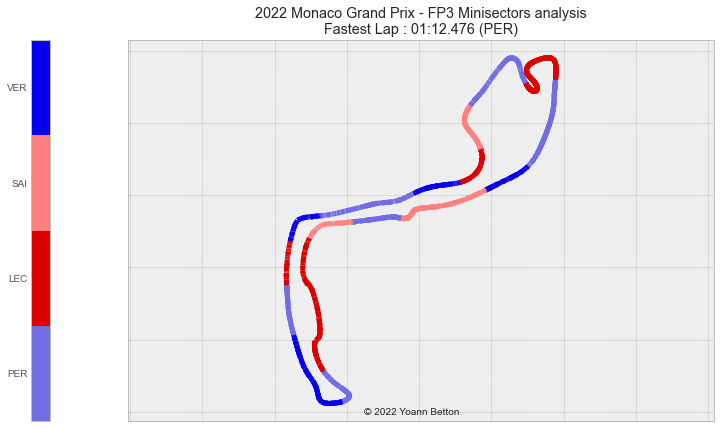 2022 Monaco Grand Prix - FP3 Minisectors analysis
Fastest Lap : 01:12.476 (PER)
VER
SAI
LEC
PER
© 2022 Yoann Betton